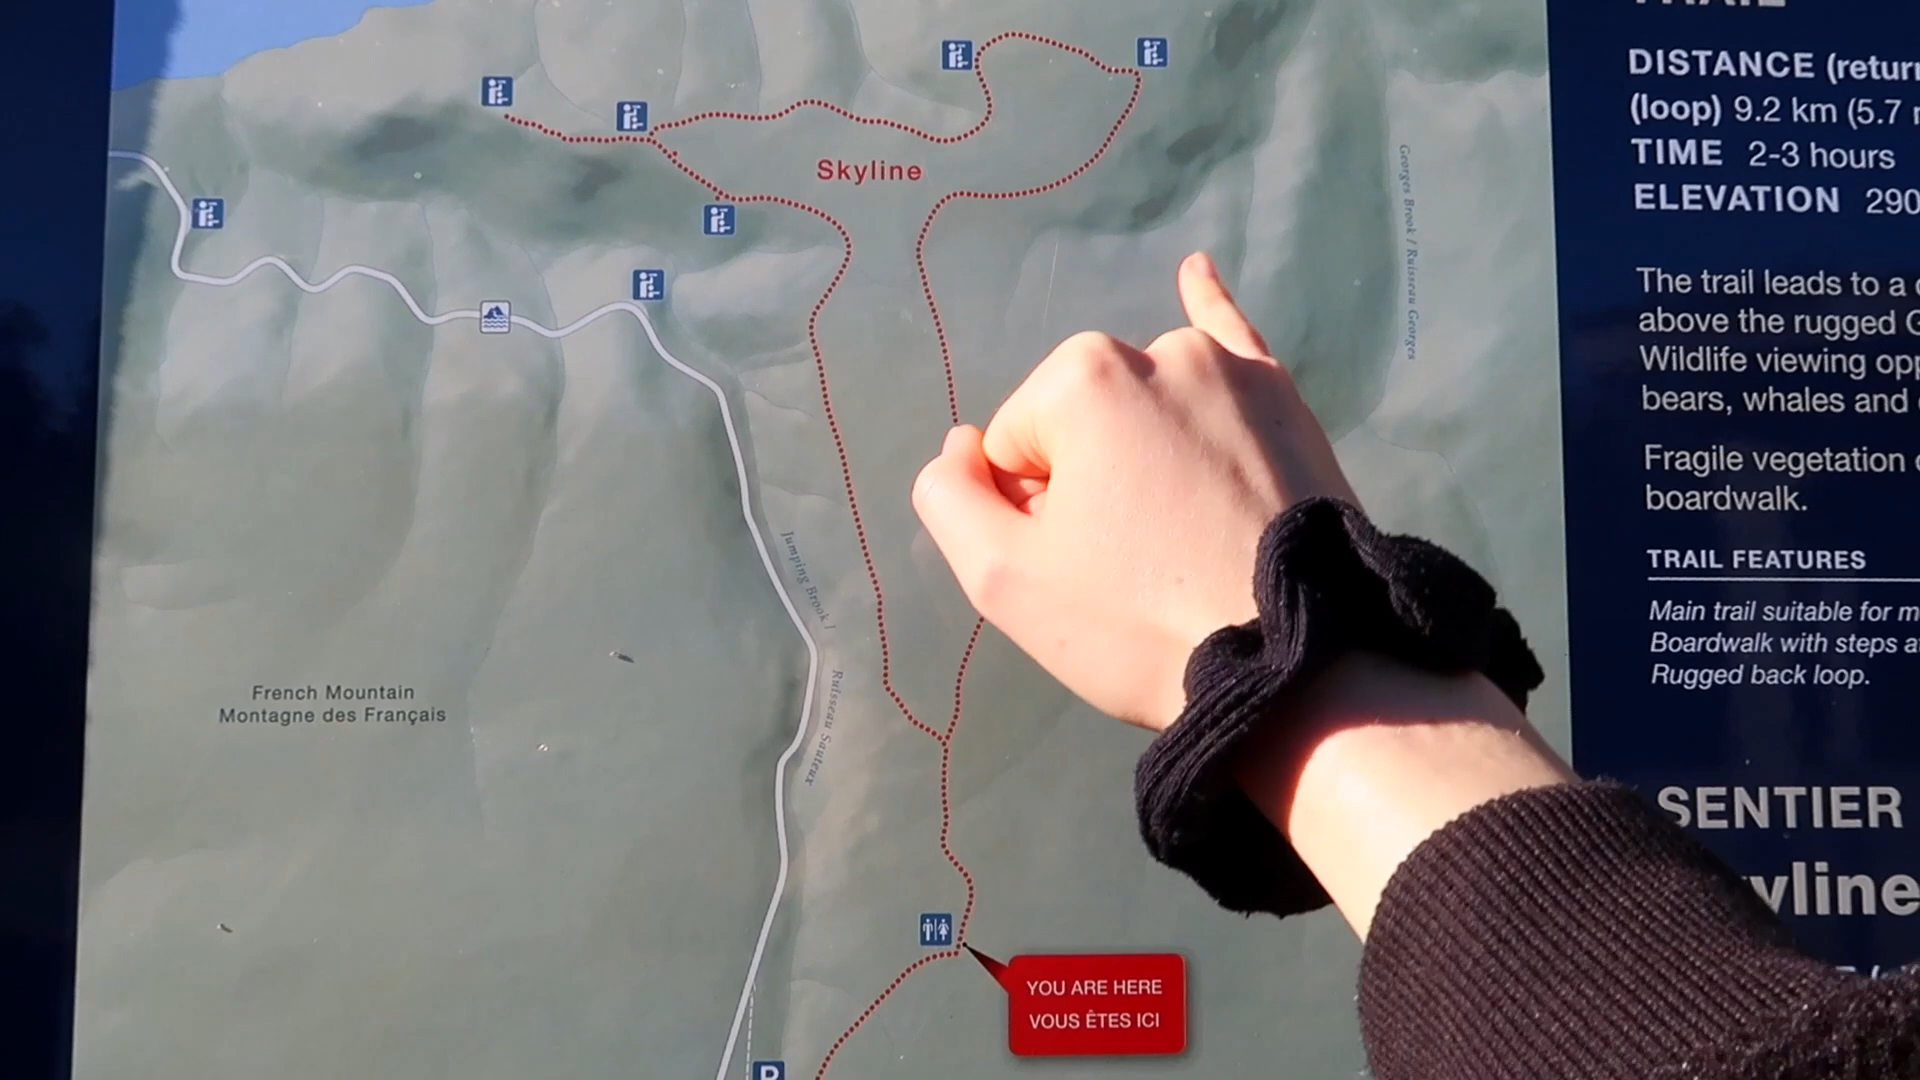 Skyline
Georges Brook / Ruisseau Georges
Jumping Brook /
Ruisseau Sauteux
French Mountain
Montagne des Français
YOU ARE HERE
VOUS ÊTES ICI
P
TRAIL
DISTANCE (return
(loop) 9.2 km (5.7
TIME 2-3 hours
ELEVATION 290
The trail leads to a
above the rugged G
Wildlife viewing opp
bears, whales and
Fragile vegetation
boardwalk.
TRAIL FEATURES
Main trail suitable for m
Boardwalk with steps a
Rugged back loop.
SENTIER
yline